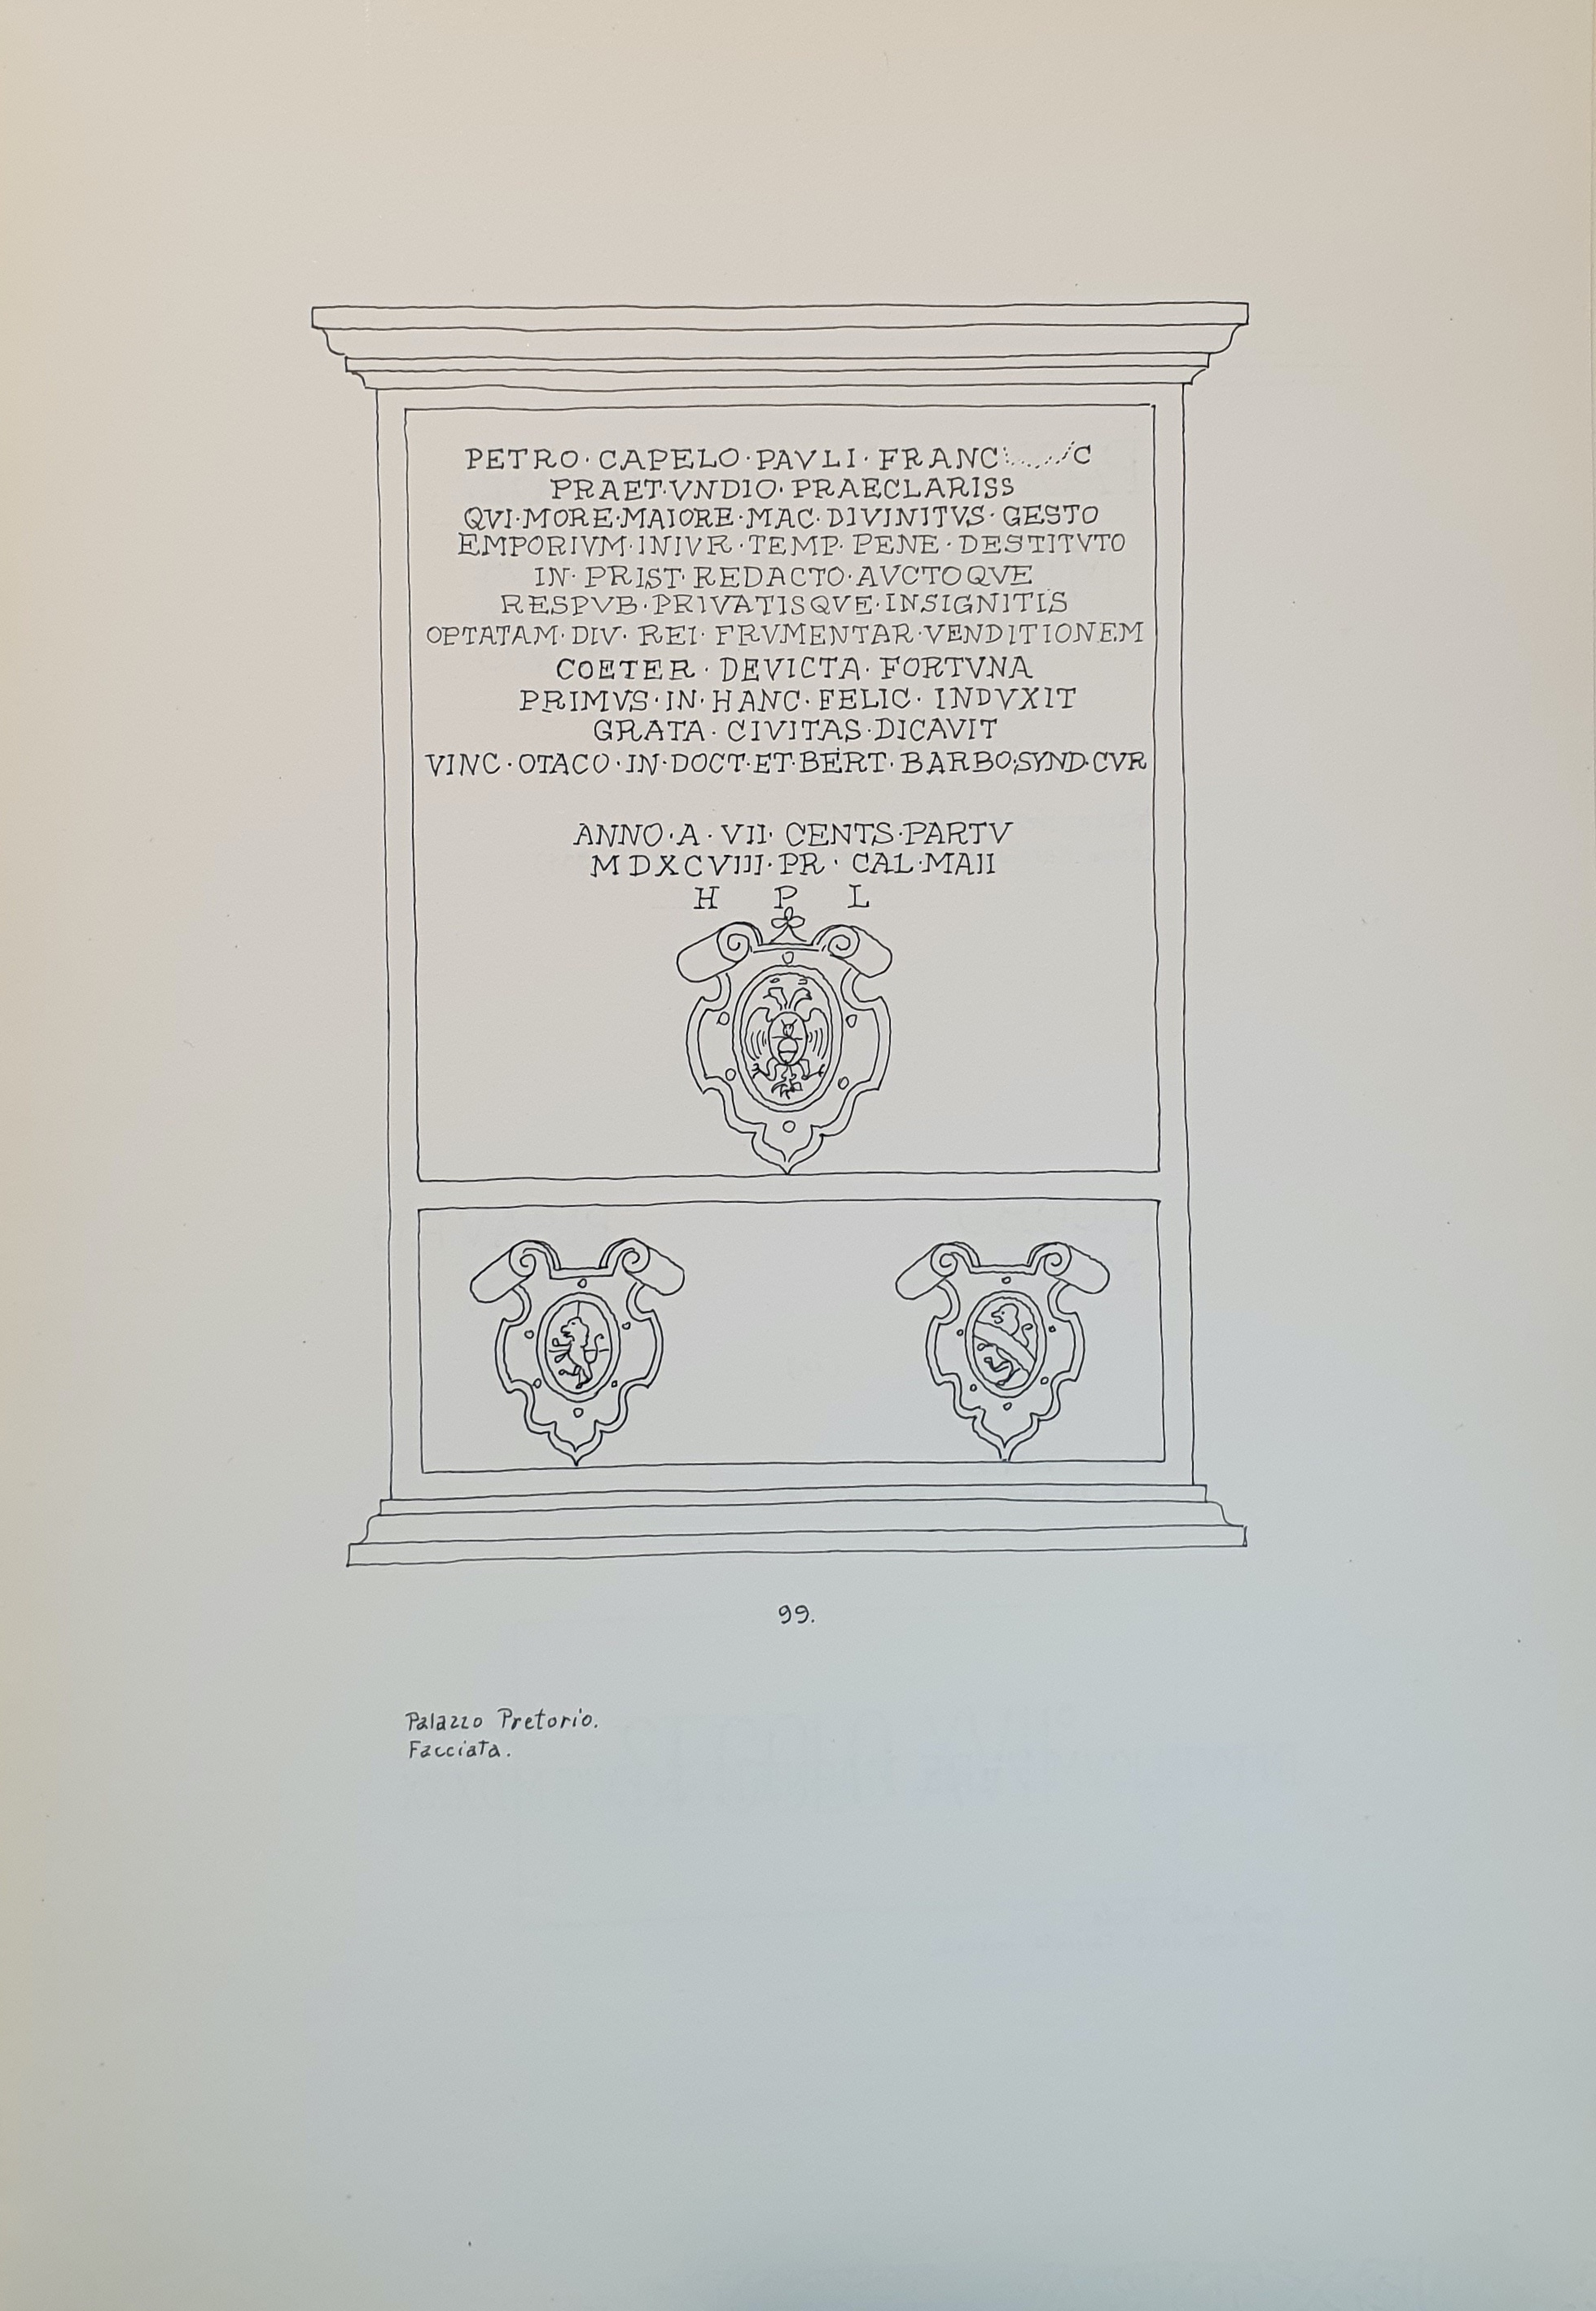 PETRO · CAPELO · PAVLI · FRANC C
PRAET · VNDIO · PRAECLARISS
QVI · MORE · MAIORE · MAC · DIVINITVS · GESTO
EMPORIVM · INIVR · TEMP · PENE · DESTITVTO
IN · PRIST · REDACTO · AVCTOQVE
RESPVB · PRIVATISQVE · INSIGNITIS
OPTATAM · DIV · REI · FRVMENTAR · VENDITIONEM
COETER · DEVICTA · FORTVNA
PRIMVS · IN · HANC · FELIC · INDVXIT
GRATA · CIVITAS · DICAVIT
VINC · OTACO · IN · DOCT · ET · BERT · BARBO · SYND · CVR
ANNO · A · VII · CENTS · PARTV
MDXCVIII · PR · CAL · MAII
H P L
99.
Palazzo Pretorio.
Facciata.